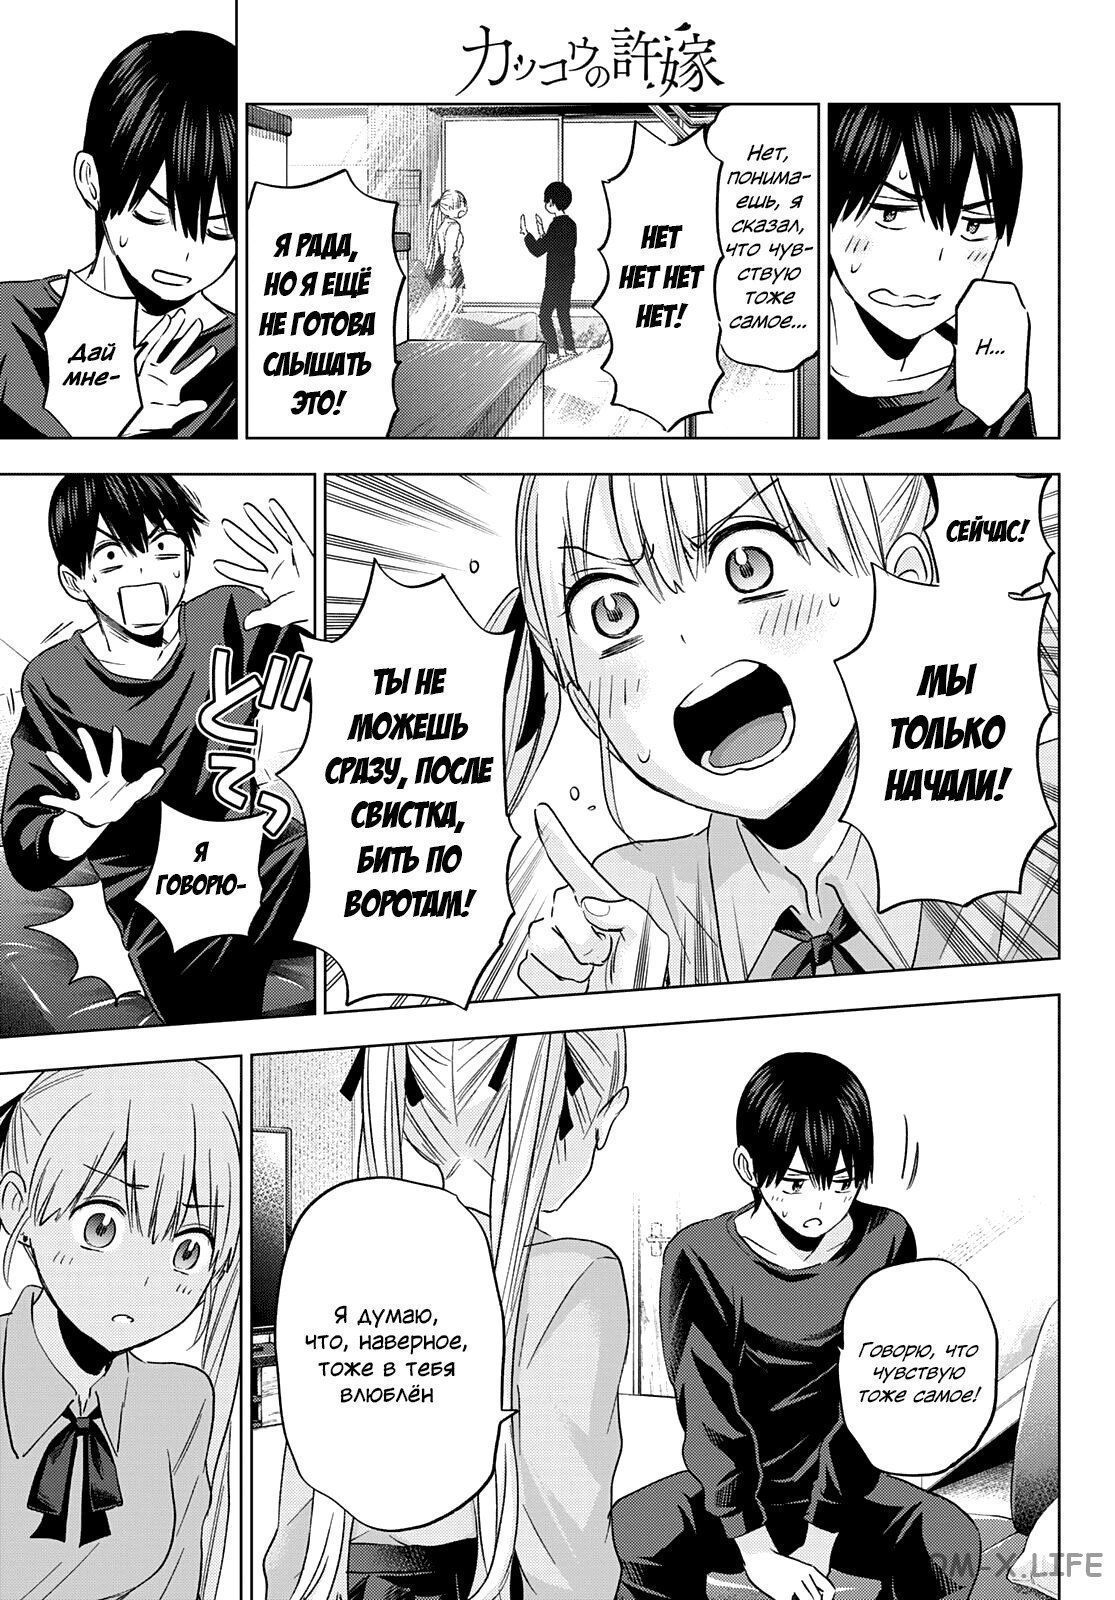 カッコウの許嫁
Н...
Нет,
понима-
ешь, я
сказал,
что чув-
ствую
тоже
самое...
НЕТ
НЕТ НЕТ
НЕТ!
Я РАДА,
НО Я ЕЩЁ
НЕ ГОТОВА
СЛЫШАТЬ
ЭТО!
Дай
мне-
СЕЙЧАС!
МЫ
ТОЛЬКО
НАЧАЛИ!
ТЫ НЕ
МОЖЕШЬ
СРАЗУ, ПОСЛЕ
СВИСТКА,
БИТЬ ПО
ВОРОТАМ!
Я
ГОВОРЮ-
Говорю, что
чувствую
тоже самое!
Я думаю,
что, наверное,
тоже в тебя
влюблён
OM-X.LIFE